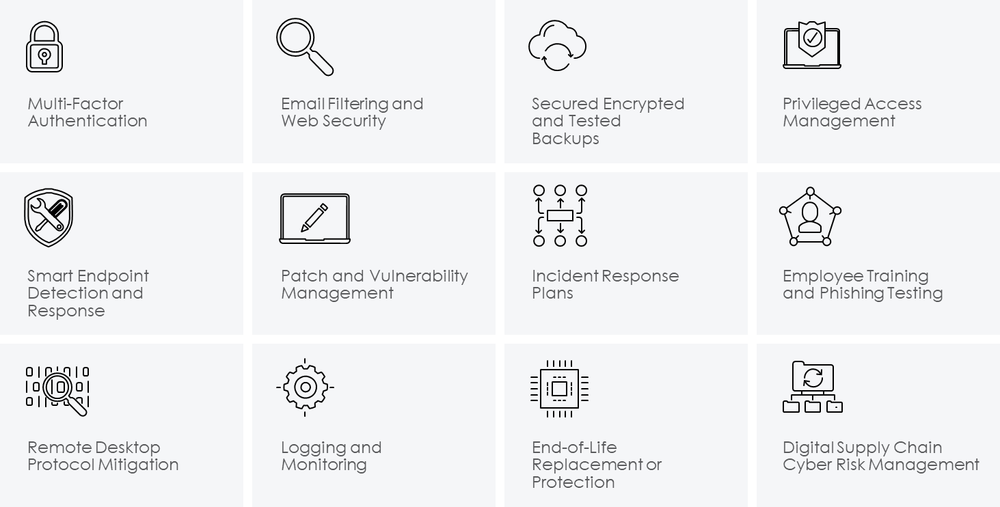 Multi-Factor
Authentication
Email Filtering and
Web Security
Secured Encrypted
and Tested
Backups
Privileged Access
Management
Smart Endpoint
Detection and
Response
Patch and Vulnerability
Management
Incident Response
Plans
Employee Training
and Phishing Testing
Remote Desktop
Protocol Mitigation
Logging and
Monitoring
End-of-Life
Replacement or
Protection
Digital Supply Chain
Cyber Risk Management